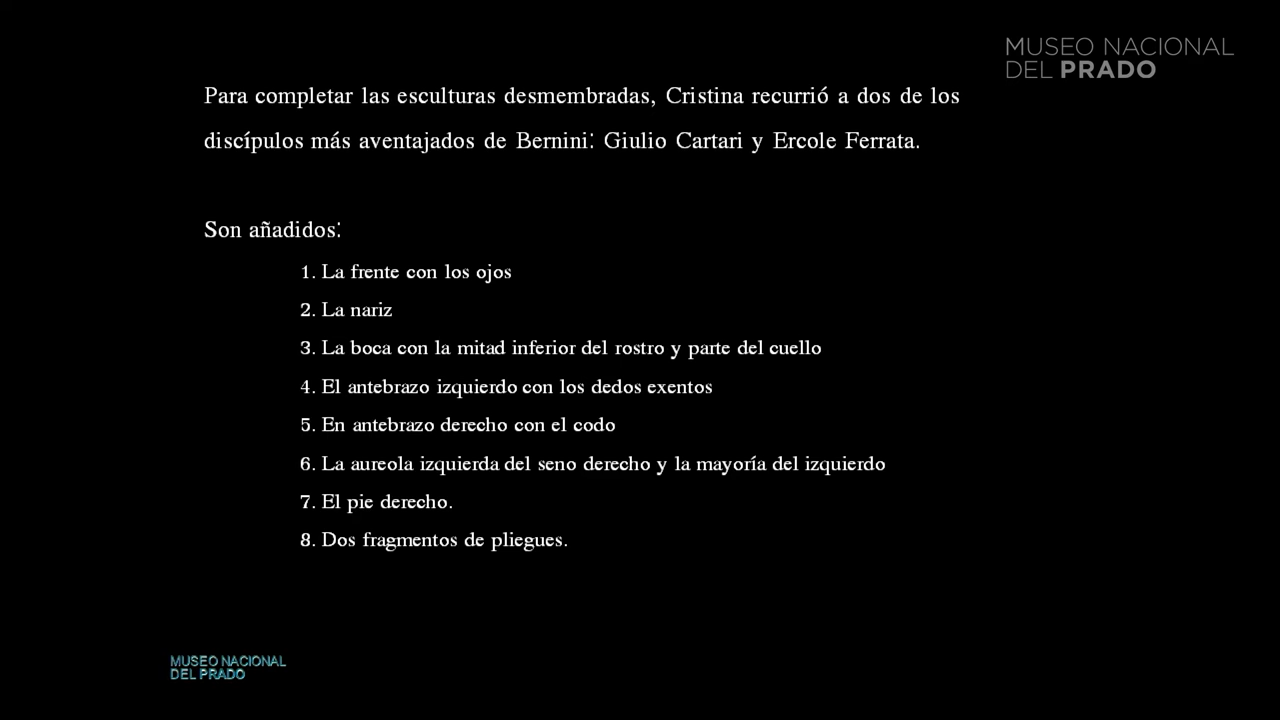 MUSEO NACIONAL
DEL PRADO
Para completar las esculturas desmembradas, Cristina recurrió a dos de los
discípulos más aventajados de Bernini: Giulio Cartari y Ercole Ferrata.
Son añadidos:
1. La frente con los ojos
2. La nariz
3. La boca con la mitad inferior del rostro y parte del cuello
4. El antebrazo izquierdo con los dedos exentos
5. En antebrazo derecho con el codo
6. La aureola izquierda del seno derecho y la mayoría del izquierdo
7. El pie derecho.
8. Dos fragmentos de pliegues.
MUSEO NACIONAL
DEL PRADO